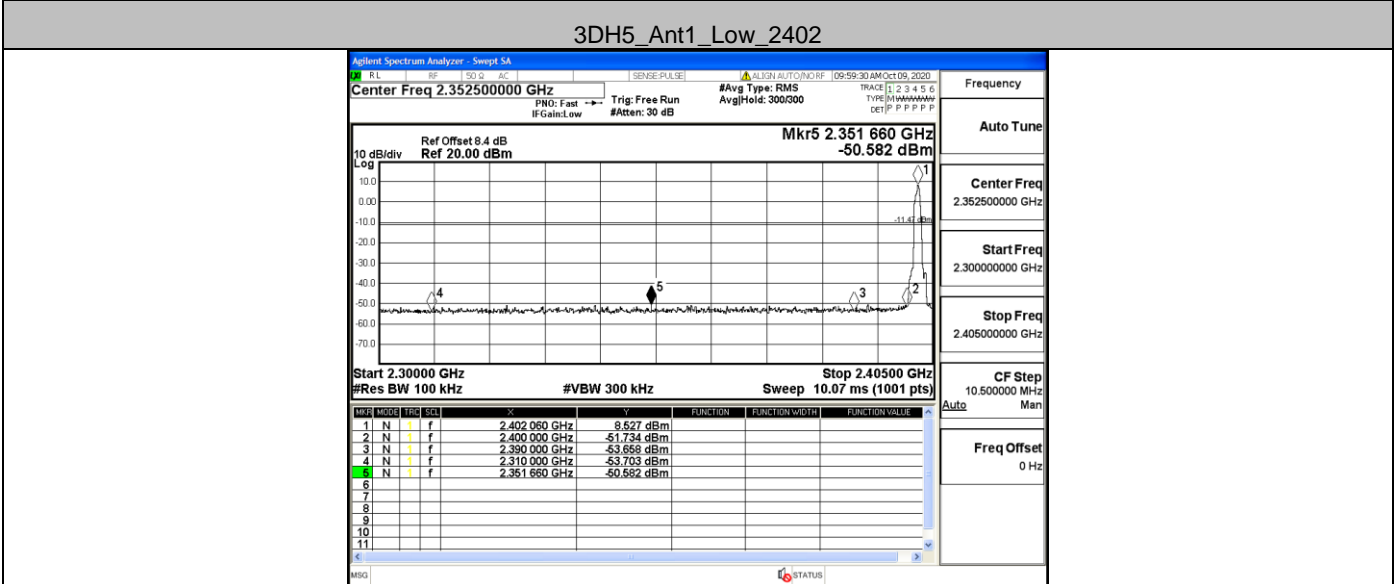 3DH5_Ant1_Low_2402
Agilent Spectrum Analyzer - Swept SA
RL RF 50 Ω AC SENSE:PULSE ALIGN AUTO/NO RF 09:59:30 AM Oct 09, 2020
Center Freq 2.352500000 GHz
PNO: Fast
IFGain:Low
Trig: Free Run
#Atten: 30 dB
#Avg Type: RMS
Avg|Hold: 300/300
TRACE 1 2 3 4 5 6
TYPE M
DET P P P P P P
Ref Offset 8.4 dB
Ref 20.00 dBm
10 dB/div
Log
Mkr5 2.351 660 GHz
-50.582 dBm
10.0
0.00
-10.0
-20.0
-30.0
-40.0
-50.0
-60.0
-70.0
-11.47 dBm
1
2
3
4
5
Start 2.30000 GHz Stop 2.40500 GHz
#Res BW 100 kHz #VBW 300 kHz Sweep 10.07 ms (1001 pts)
MKR MODE TRC SCL X Y FUNCTION FUNCTION WIDTH FUNCTION VALUE
1 N 1 f 2.402 060 GHz 8.527 dBm
2 N 1 f 2.400 000 GHz -51.734 dBm
3 N 1 f 2.390 000 GHz -53.658 dBm
4 N 1 f 2.310 000 GHz -53.703 dBm
5 N 1 f 2.351 660 GHz -50.582 dBm
6
7
8
9
10
11
MSG STATUS
Frequency
Auto Tune
Center Freq
2.352500000 GHz
Start Freq
2.300000000 GHz
Stop Freq
2.405000000 GHz
CF Step
10.500000 MHz
Auto Man
Freq Offset
0 Hz